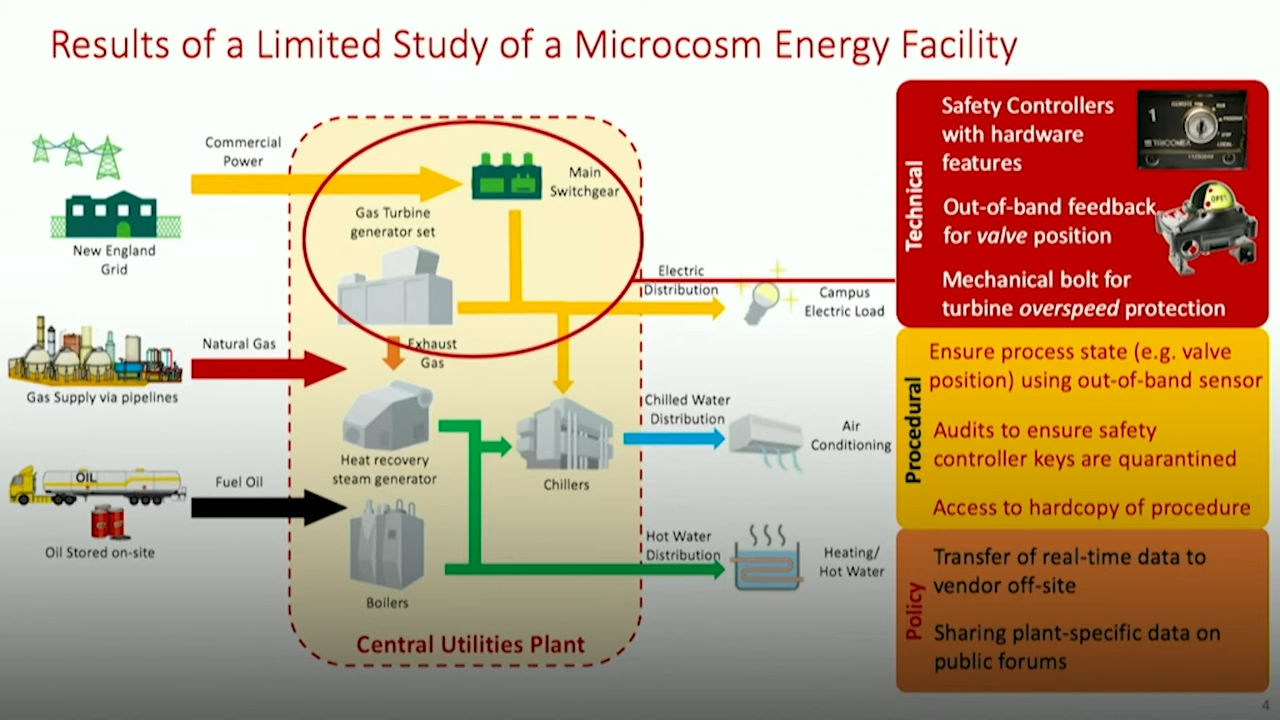 Results of a Limited Study of a Microcosm Energy Facility
Commercial
Power
New England
Grid
Natural Gas
Gas Supply via pipelines
Fuel Oil
OIL
Oil Stored on-site
Main
Switchgear
Gas Turbine
generator set
Exhaust
Gas
Heat recovery
steam generator
Chillers
Boilers
Central Utilities Plant
Electric
Distribution
Campus
Electric Load
Chilled Water
Distribution
Air
Conditioning
Hot Water
Distribution
Heating/
Hot Water
Technical
Safety Controllers
with hardware
features
1
TRICONEX
Out-of-band feedback
for valve position
OPEN
Mechanical bolt for
turbine overspeed protection
Procedural
Ensure process state (e.g. valve
position) using out-of-band sensor
Audits to ensure safety
controller keys are quarantined
Access to hardcopy of procedure
Policy
Transfer of real-time data to
vendor off-site
Sharing plant-specific data on
public forums
4